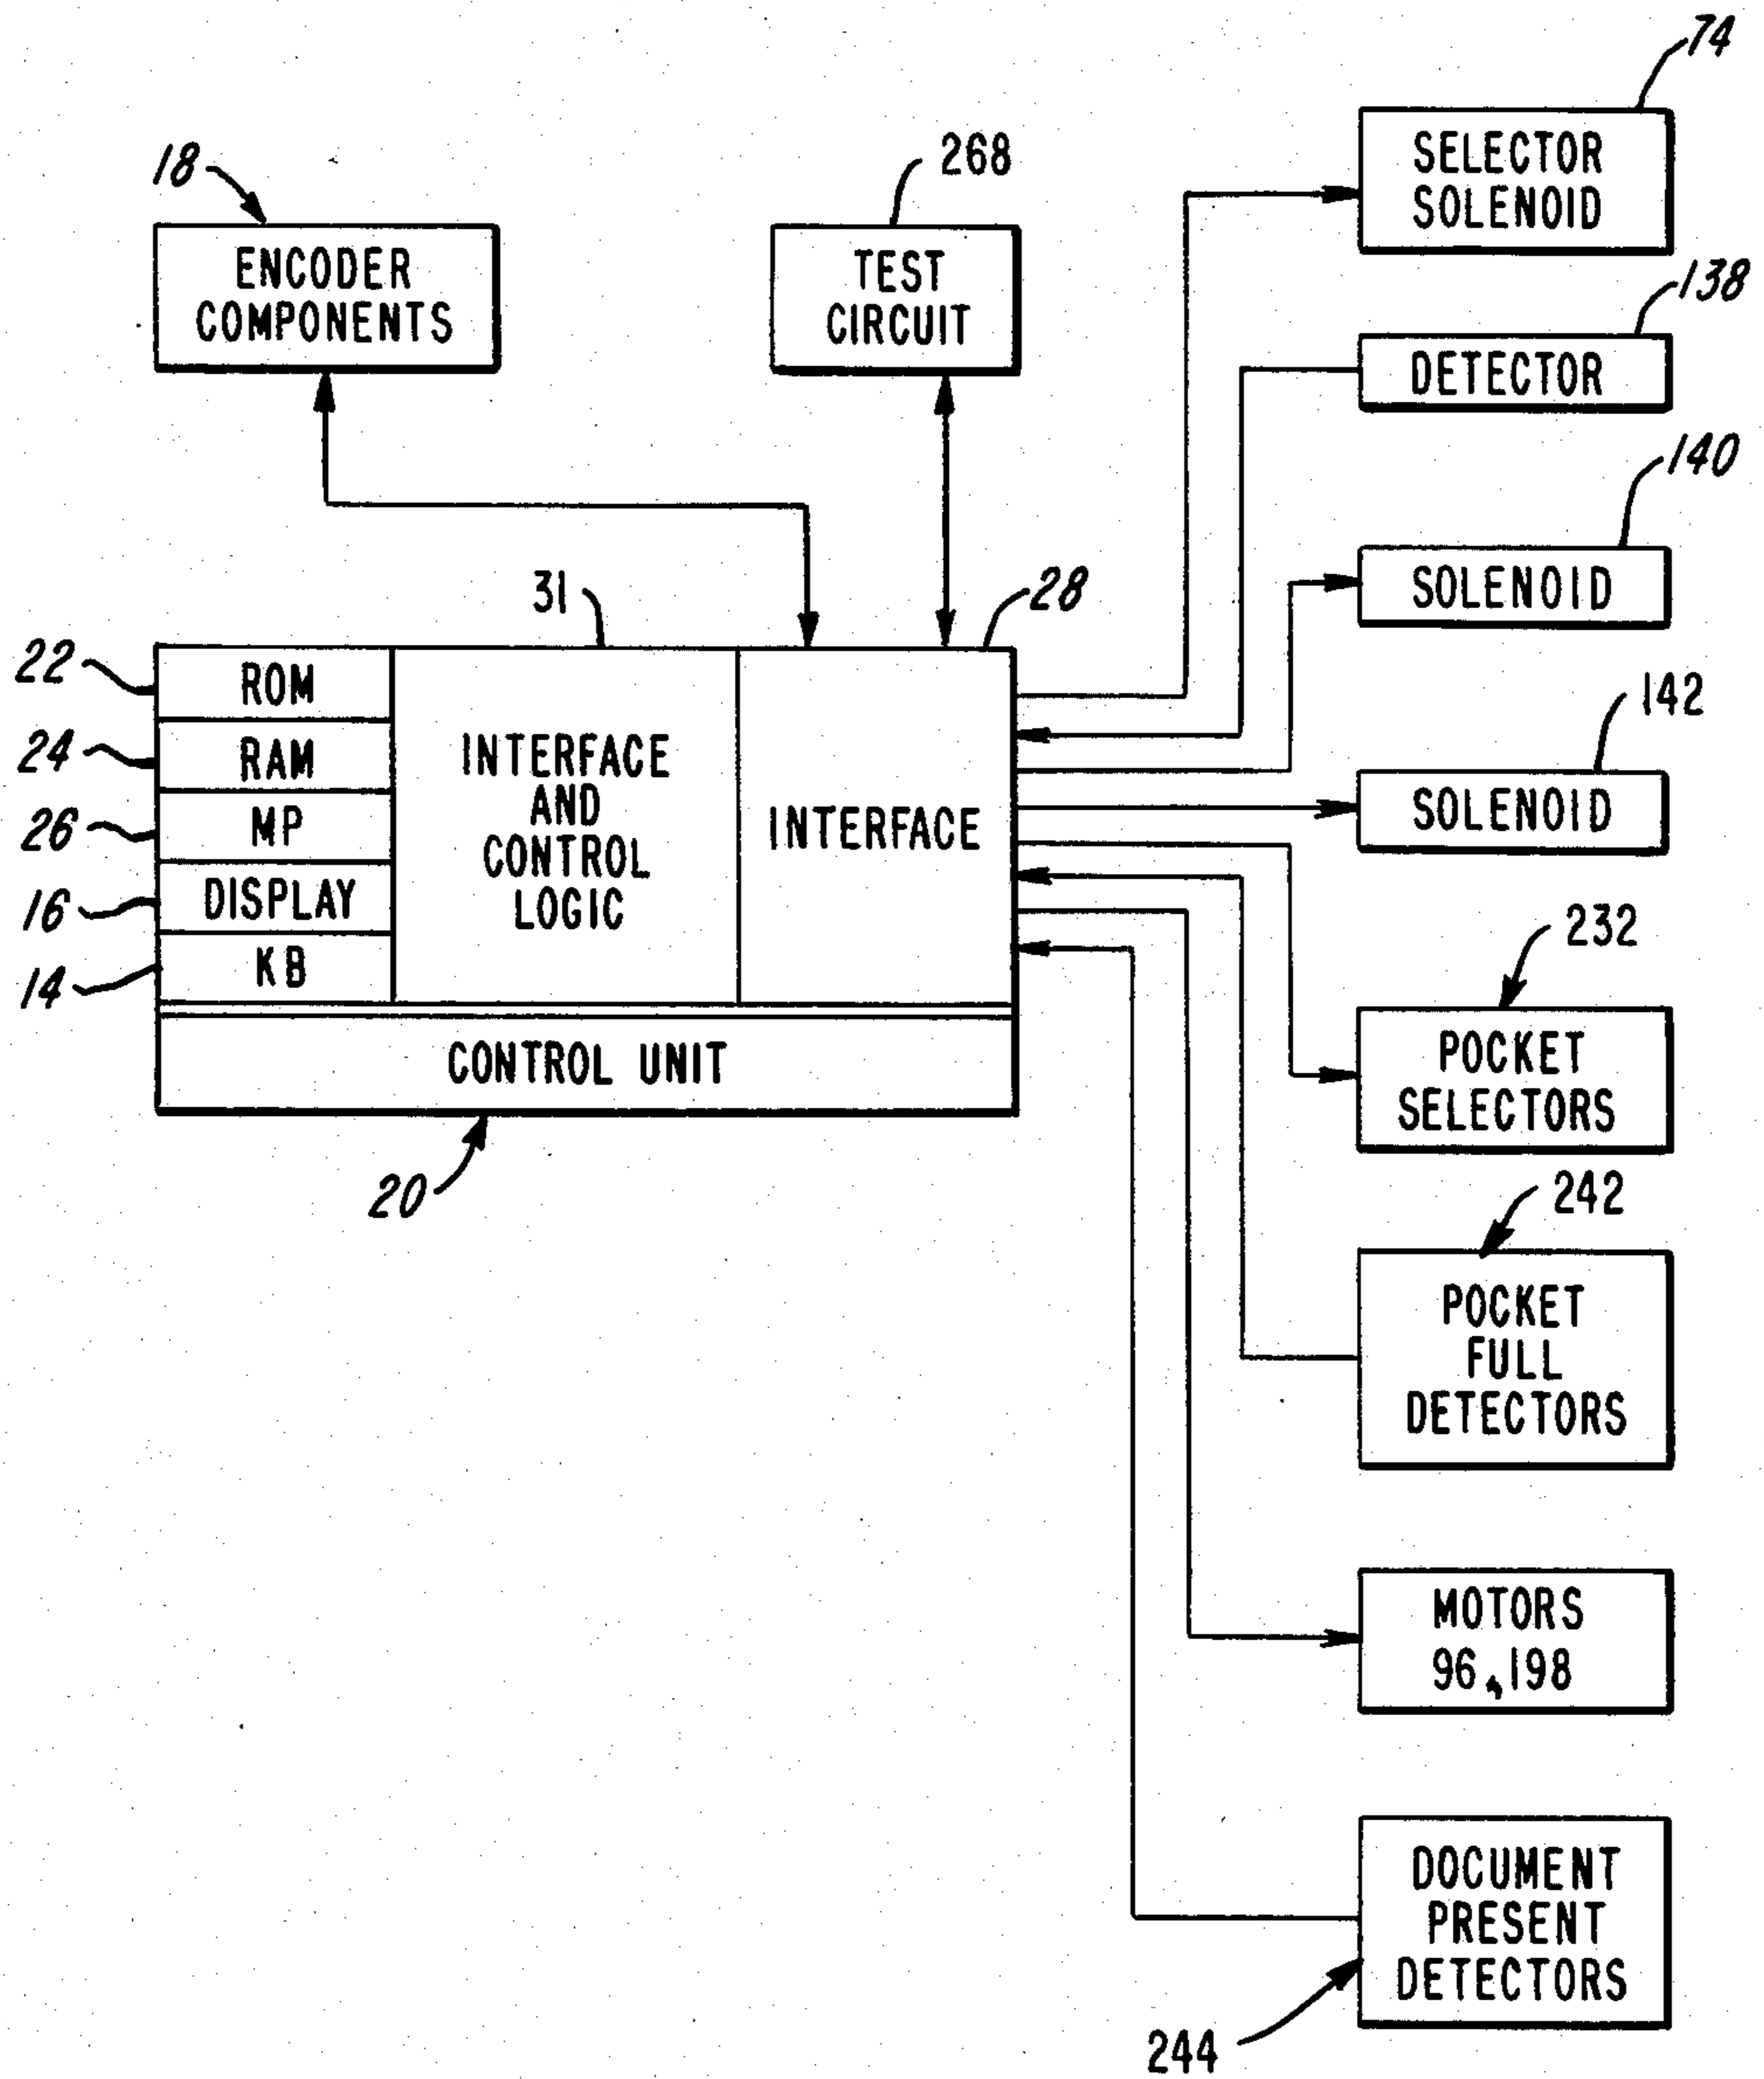 74
SELECTOR
SOLENOID
18
268
ENCODER
COMPONENTS
TEST
CIRCUIT
138
DETECTOR
140
SOLENOID
31
28
22
ROM
24
RAM
26
MP
16
DISPLAY
14
KB
INTERFACE
AND
CONTROL
LOGIC
INTERFACE
142
SOLENOID
CONTROL UNIT
20
232
POCKET
SELECTORS
242
POCKET
FULL
DETECTORS
MOTORS
96, 198
DOCUMENT
PRESENT
DETECTORS
244